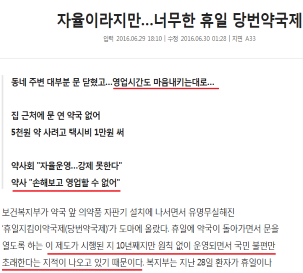 자율이라지만...너무한 휴일 당번약국제
입력 2016.06.29 18:10 | 수정 2016.06.30 01:28 | 지면 A33
동네 주변 대부분 문 닫혔고...영업시간도 마음내키는대로...
집 근처에 문 연 약국 없어
5천원 약 사려고 택시비 1만원 써
약사회 "자율운영...강제 못한다"
약사 "손해보고 영업할 수 없어"
보건복지부가 약국 앞 의약품 자판기 설치에 나서면서 유명무실해진
'휴일지킴이약국제(당번약국제)'가 도마에 올랐다. 휴일에 약국이 돌아가면서 문을
열도록 하는 이 제도가 시행된 지 10년째지만 원칙 없이 운영되면서 국민 불편만
초래한다는 지적이 나오고 있기 때문이다. 복지부는 지난 28일 환자가 휴일이나